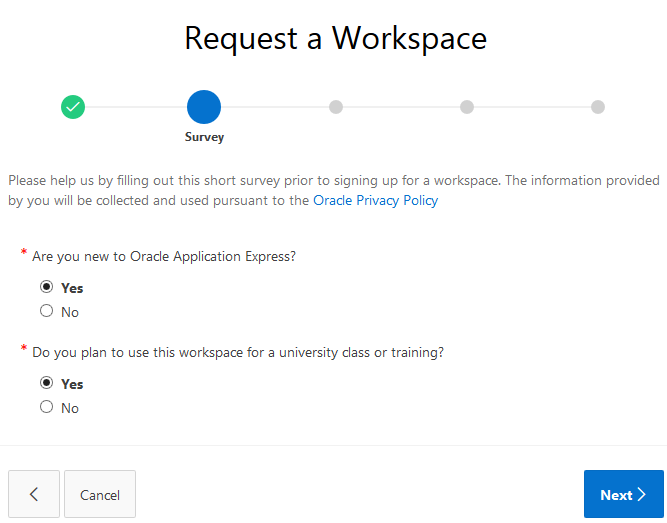 Request a Workspace
Survey
Please help us by filling out this short survey prior to signing up for a workspace. The information provided
by you will be collected and used pursuant to the Oracle Privacy Policy
* Are you new to Oracle Application Express?
Yes
No
* Do you plan to use this workspace for a university class or training?
Yes
No
Cancel
Next